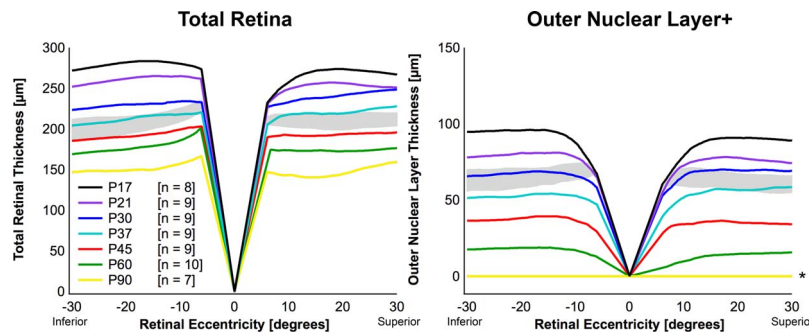 Total Retina
Total Retinal Thickness [µm]
300
250
200
150
100
50
0
P17 [n = 8]
P21 [n = 9]
P30 [n = 9]
P37 [n = 9]
P45 [n = 9]
P60 [n = 10]
P90 [n = 7]
-30 -20 -10 0 10 20 30
Inferior Retinal Eccentricity [degrees] Superior
Outer Nuclear Layer+
Outer Nuclear Layer Thickness [µm]
150
100
50
0
*
-30 -20 -10 0 10 20 30
Inferior Retinal Eccentricity [degrees] Superior